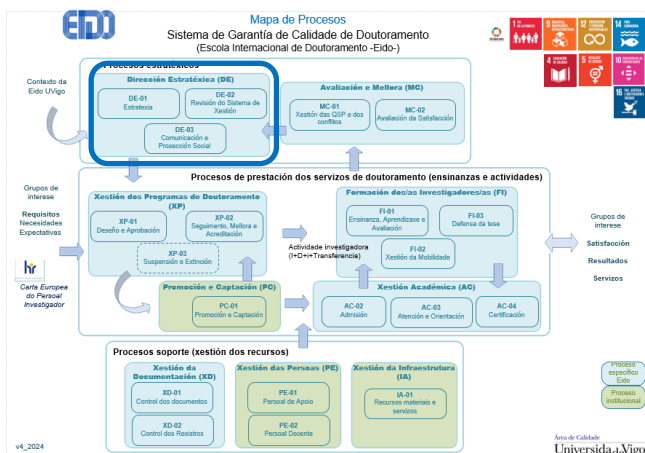 EIDO
Mapa de Procesos
Sistema de Garantía de Calidade de Doutoramento
(Escola Internacional de Doutoramento -Eido-)
Procesos estratéxicos
Contexto da
Eido UVigo
Dirección Estratéxica (DE)
DE-01
Estratexia
DE-02
Revisión do Sistema de
Xestión
DE-03
Comunicación e
Proxección Social
Avaliación e Mellora (MC)
MC-01
Xestión das QSP e dos
conflitos
MC-02
Avaliación da Satisfacción
Procesos de prestación dos servizos de doutoramento (ensinanzas e actividades)
Grupos de
interese
Requisitos
Necesidades
Expectativas
hr
Carta Europea
do Persoal
Investigador
Xestión dos Programas de Doutoramento
(XP)
XP-01
Deseño e Aprobación
XP-02
Seguimento, Mellora e
Acreditación
XP-03
Suspensión e Extinción
Actividade investigadora
(I+D+i+Transferencia)
Formación dos/as Investigadores/as (FI)
FI-01
Ensinanza, Aprendizaxe e
Avaliación
FI-03
Defensa da tese
FI-02
Xestión da Mobilidade
Grupos de
interese
Satisfacción
Resultados
Servizos
Promoción e Captación (PC)
PC-01
Promoción e Captación
Xestión Académica (AC)
AC-02
Admisión
AC-03
Atención e Orientación
AC-04
Certificación
Procesos soporte (xestión dos recursos)
Xestión da
Documentación (XD)
XD-01
Control dos documentos
XD-02
Control dos Rexistros
Xestión das Persoas (PE)
PE-01
Persoal de Apoio
PE-02
Persoal Docente
Xestión da Infraestrutura
(IA)
IA-01
Recursos materiais e
servizos
Proceso
específico
Eido
Proceso
institucional
v4_2024
Área de Calidade
Universida de Vigo